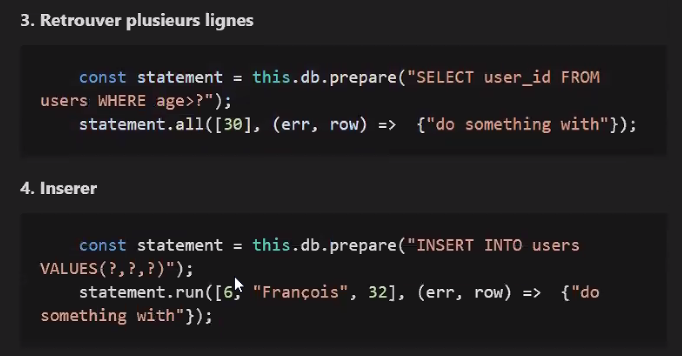 3. Retrouver plusieurs lignes
const statement = this.db.prepare("SELECT user_id FROM
users WHERE age>?");
statement.all([30], (err, row) => {"do something with"});
4. Inserer
const statement = this.db.prepare("INSERT INTO users
VALUES(?,?,?)");
statement.run([6, "François", 32], (err, row) => {"do
something with"});